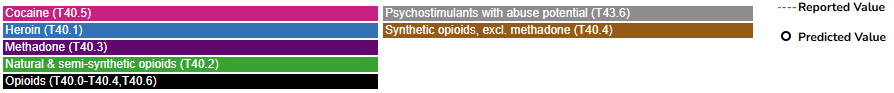 Cocaine (T40.5)
Heroin (T40.1)
Methadone (T40.3)
Natural & semi-synthetic opioids (T40.2)
Opioids (T40.0-T40.4,T40.6)
Psychostimulants with abuse potential (T43.6)
Synthetic opioids, excl. methadone (T40.4)
Reported Value
Predicted Value